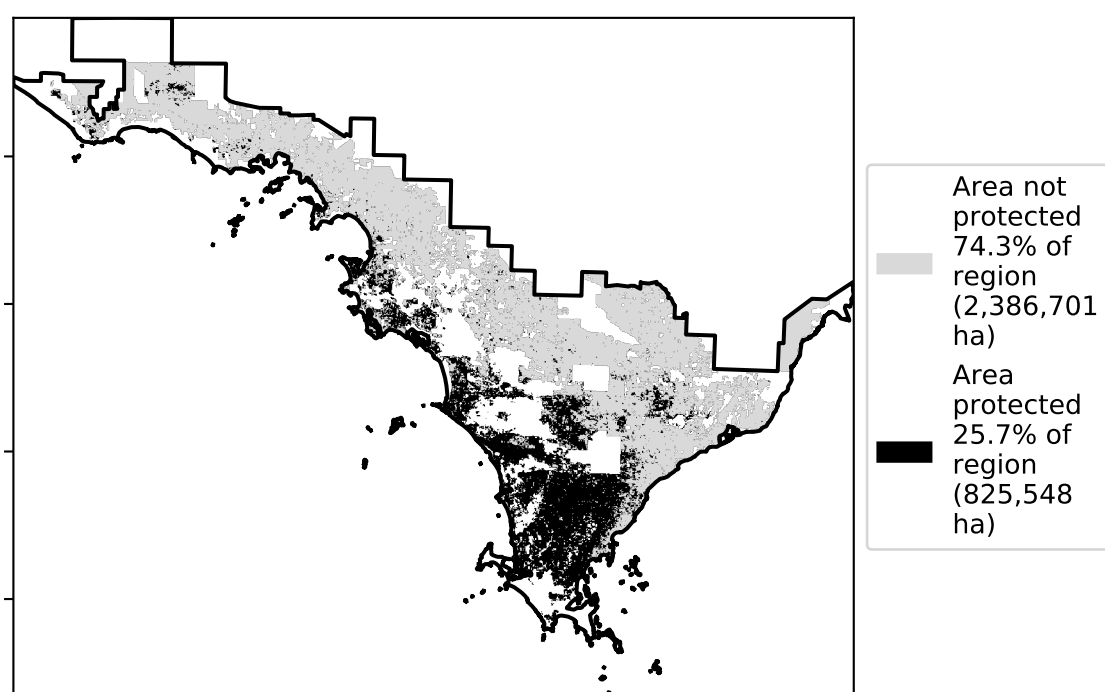 Area not
protected
74.3% of
region
(2,386,701
ha)
Area
protected
25.7% of
region
(825,548
ha)